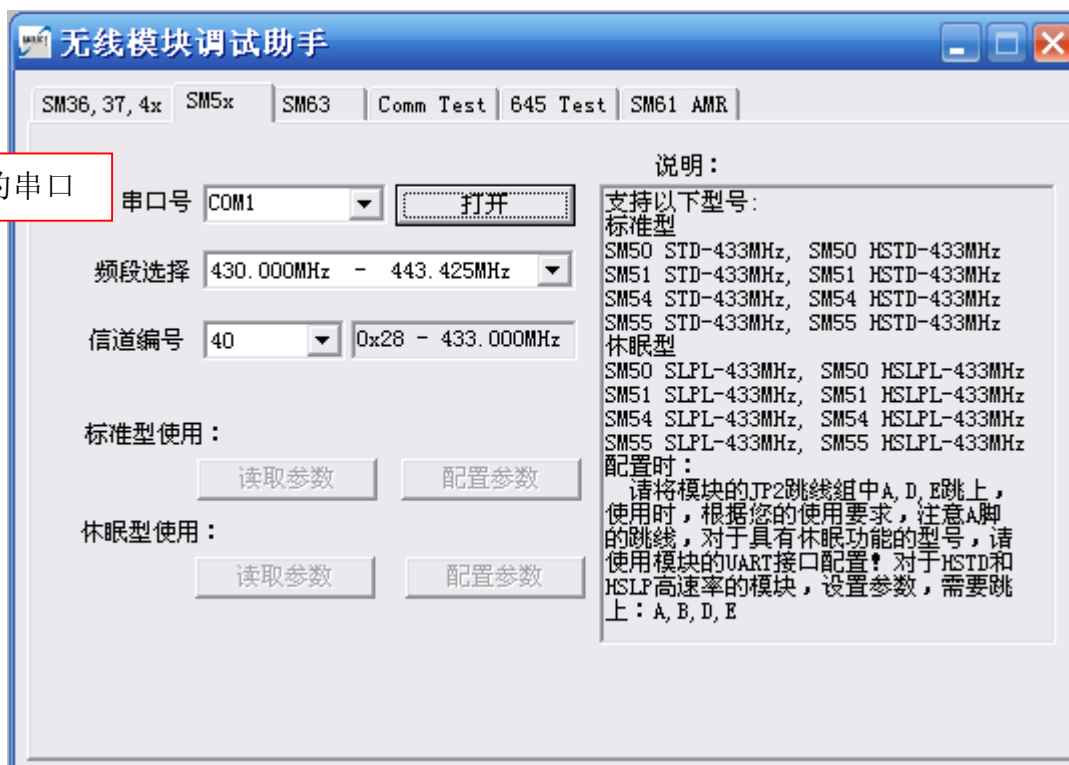 无线模块调试助手
SM36, 37, 4x SM5x SM63 Comm Test 645 Test SM61 AMR
的串口
串口号 COM1 打开
频段选择 430.000MHz - 443.425MHz
信道编号 40 0x28 - 433.000MHz
标准型使用：
读取参数 配置参数
休眠型使用：
读取参数 配置参数
说明：
支持以下型号:
标准型
SM50 STD-433MHz, SM50 HSTD-433MHz
SM51 STD-433MHz, SM51 HSTD-433MHz
SM54 STD-433MHz, SM54 HSTD-433MHz
SM55 STD-433MHz, SM55 HSTD-433MHz
休眠型
SM50 SLPL-433MHz, SM50 HSLPL-433MHz
SM51 SLPL-433MHz, SM51 HSLPL-433MHz
SM54 SLPL-433MHz, SM54 HSLPL-433MHz
SM55 SLPL-433MHz, SM55 HSLPL-433MHz
配置时：
请将模块的JP2跳线组中A,D,E跳上，
使用时，根据您的使用要求，注意A脚
的跳线，对于具有休眠功能的型号，请
使用模块的UART接口配置！对于HSTD和
HSLP高速率的模块，设置参数，需要跳
上：A,B,D,E